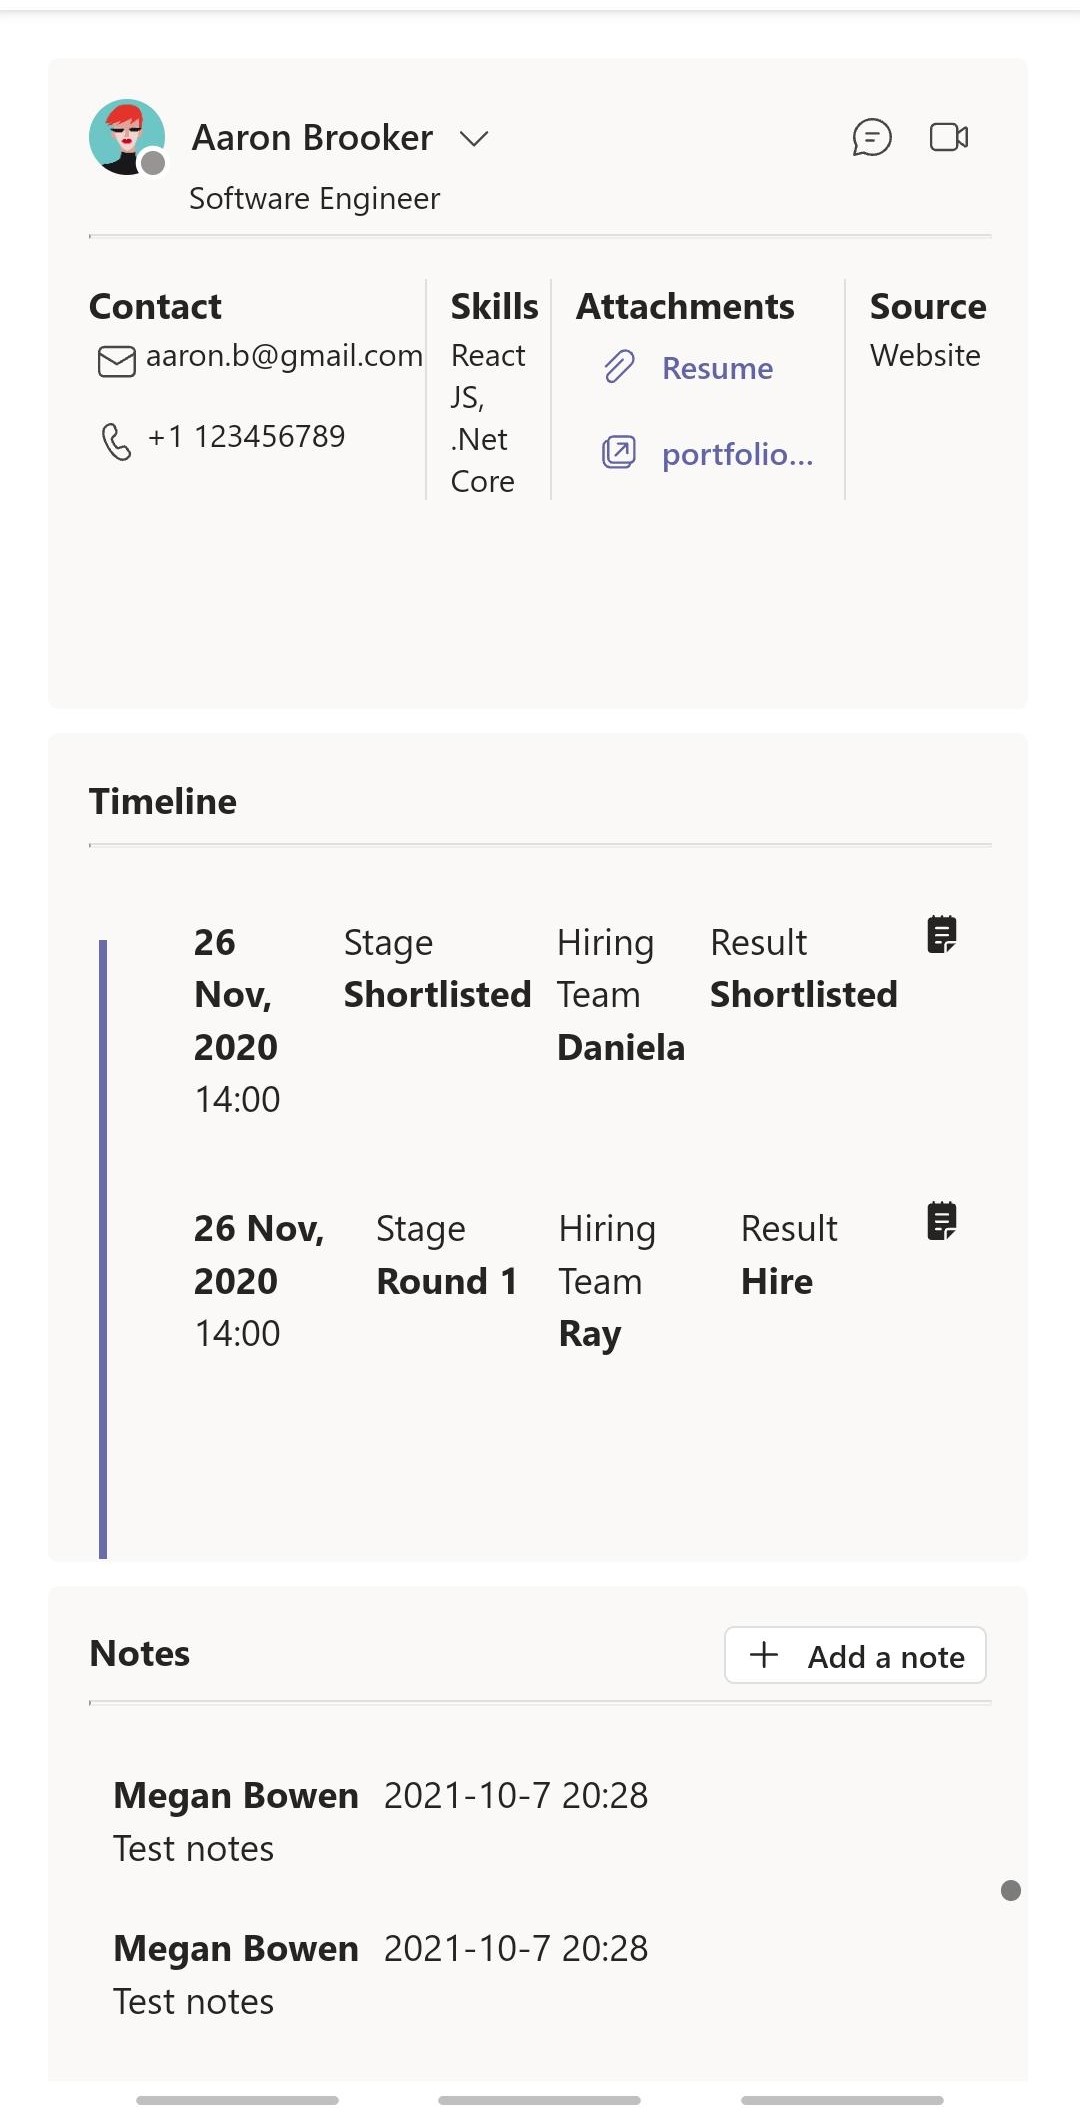 Aaron Brooker
Software Engineer
Contact
aaron.b@gmail.com
+1 123456789
Skills
React
JS,
.Net
Core
Attachments
Resume
portfolio...
Source
Website
Timeline
26
Nov,
2020
14:00
Stage
Shortlisted
Hiring
Team
Daniela
Result
Shortlisted
26 Nov,
2020
14:00
Stage
Round 1
Hiring
Team
Ray
Result
Hire
Notes
Add a note
Megan Bowen 2021-10-7 20:28
Test notes
Megan Bowen 2021-10-7 20:28
Test notes